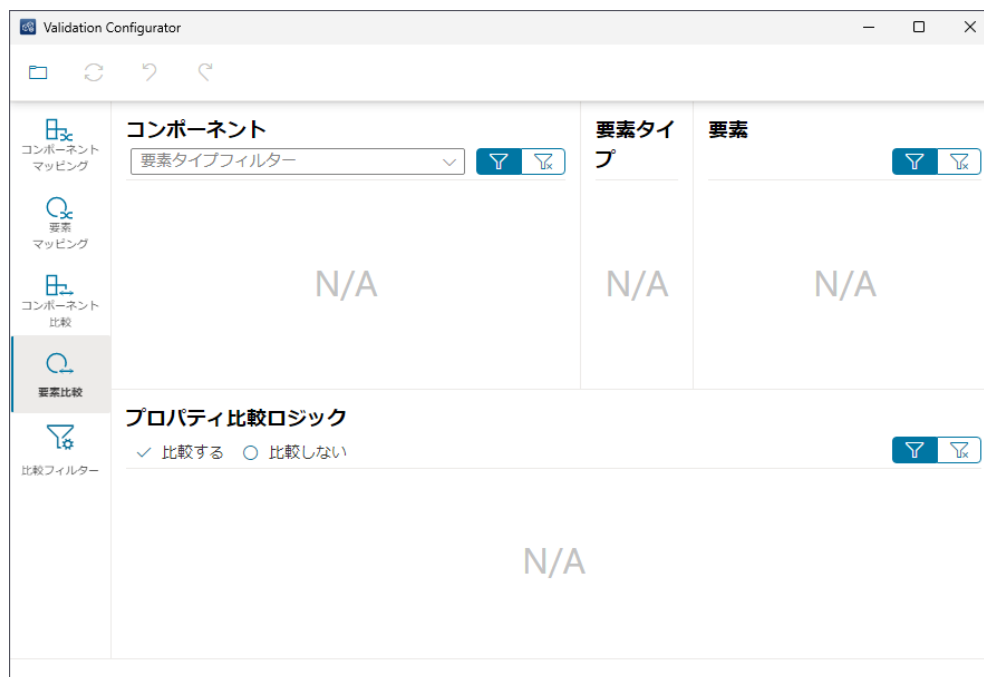 Validation Configurator
コンポーネント
マッピング
要素
マッピング
コンポーネント
比較
要素比較
比較フィルター
コンポーネント
要素タイプフィルター
N/A
要素タイ
プ
N/A
要素
N/A
プロパティ比較ロジック
比較する 比較しない
N/A